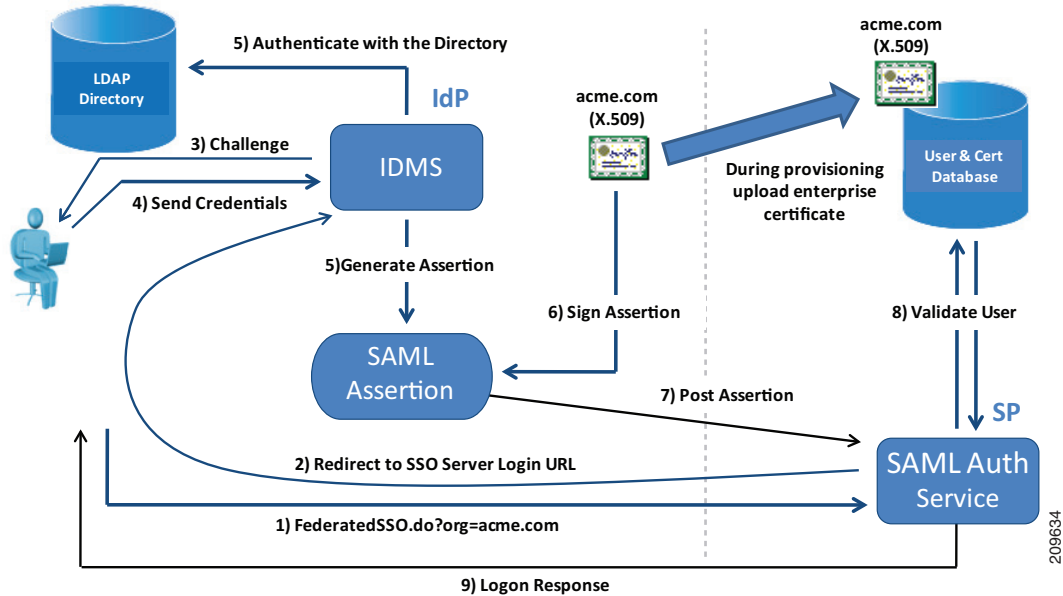 5) Authenticate with the Directory
acme.com
(X.509)
LDAP
Directory
IdP
acme.com
(X.509)
3) Challenge
IDMS
During provisioning
upload enterprise
certificate
User & Cert
Database
4) Send Credentials
5)Generate Assertion
6) Sign Assertion
8) Validate User
SAML
Assertion
7) Post Assertion
SP
2) Redirect to SSO Server Login URL
SAML Auth
Service
1) FederatedSSO.do?org=acme.com
9) Logon Response
209634